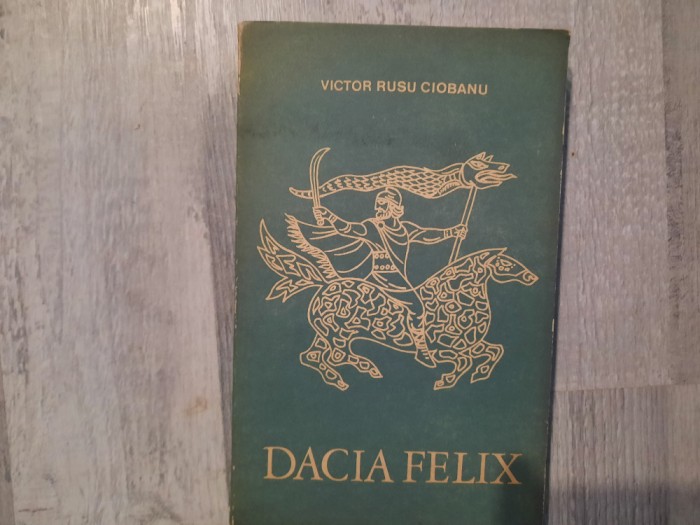 VICTOR RUSU CIOBANU
DACIA FELIX